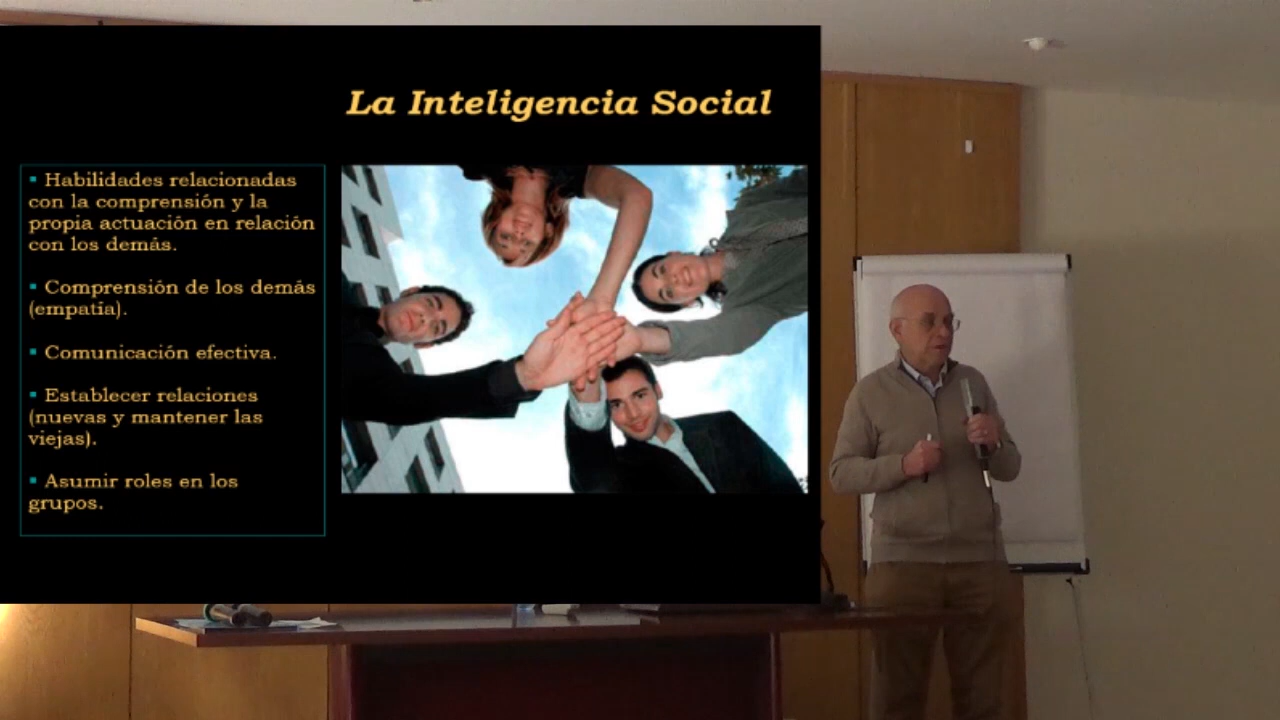 La Inteligencia Social
▪ Habilidades relacionadas
con la comprensión y la
propia actuación en relación
con los demás.
▪ Comprensión de los demás
(empatía).
▪ Comunicación efectiva.
▪ Establecer relaciones
(nuevas y mantener las
viejas).
▪ Asumir roles en los
grupos.